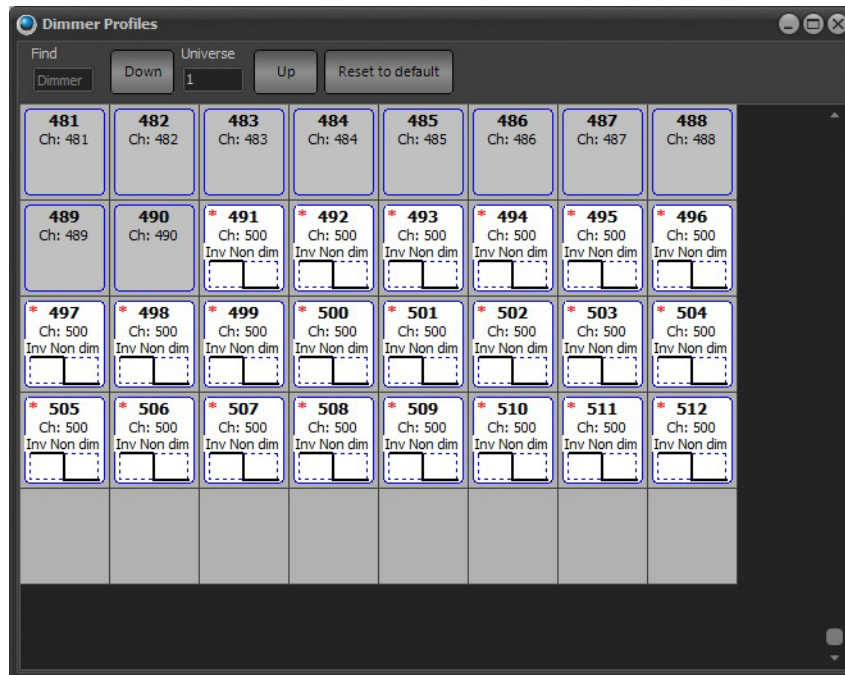 Dimmer Profiles
Find
Universe
Dimmer
Down
1
Up
Reset to default
481 482 483 484 485 486 487 488
Ch: 481 Ch: 482 Ch: 483 Ch: 484 Ch: 485 Ch: 486 Ch: 487 Ch: 488
489 490 * 491 * 492 * 493 * 494 * 495 * 496
Ch: 489 Ch: 490 Ch: 500 Ch: 500 Ch: 500 Ch: 500 Ch: 500 Ch: 500
Inv Non dim Inv Non dim Inv Non dim Inv Non dim Inv Non dim Inv Non dim
* 497 * 498 * 499 * 500 * 501 * 502 * 503 * 504
Ch: 500 Ch: 500 Ch: 500 Ch: 500 Ch: 500 Ch: 500 Ch: 500 Ch: 500
Inv Non dim Inv Non dim Inv Non dim Inv Non dim Inv Non dim Inv Non dim Inv Non dim Inv Non dim
* 505 * 506 * 507 * 508 * 509 * 510 * 511 * 512
Ch: 500 Ch: 500 Ch: 500 Ch: 500 Ch: 500 Ch: 500 Ch: 500 Ch: 500
Inv Non dim Inv Non dim Inv Non dim Inv Non dim Inv Non dim Inv Non dim Inv Non dim Inv Non dim